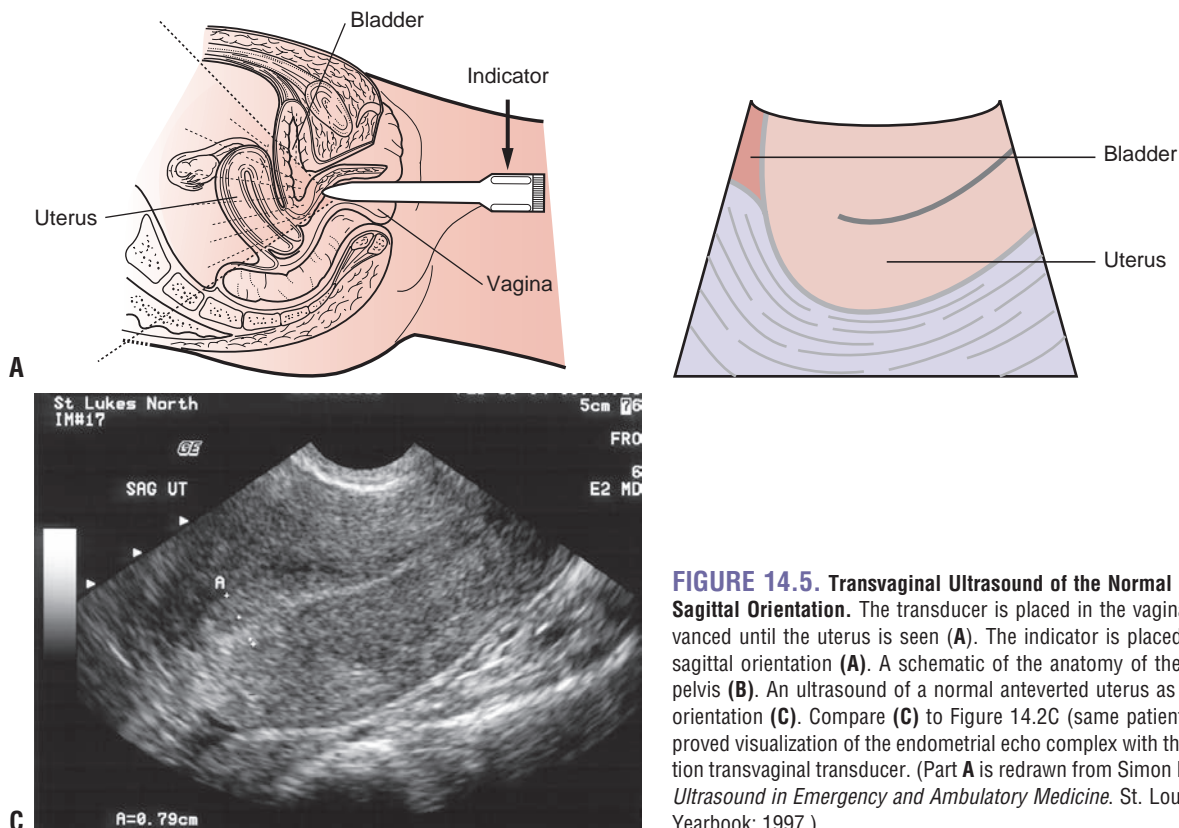 Bladder
Indicator
Uterus
Vagina
A
Bladder
Uterus
St Lukes North
IM#17
GE
SAG UT
5cm
FRO
6
E2 MD
A
A=0.79cm
C
FIGURE 14.5. Transvaginal Ultrasound of the Normal
Sagittal Orientation. The transducer is placed in the vagina
vanced until the uterus is seen (A). The indicator is placed
sagittal orientation (A). A schematic of the anatomy of the
pelvis (B). An ultrasound of a normal anteverted uterus as
orientation (C). Compare (C) to Figure 14.2C (same patient
proved visualization of the endometrial echo complex with th
tion transvaginal transducer. (Part A is redrawn from Simon
Ultrasound in Emergency and Ambulatory Medicine. St. Lou
Yearbook; 1997.)